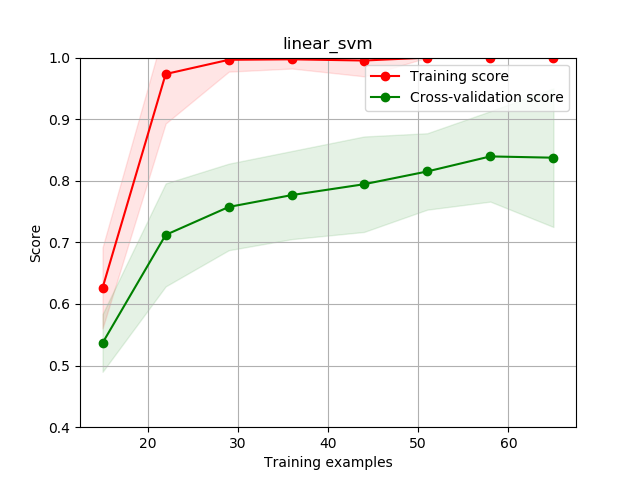 linear_svm
1.0
0.9
0.8
0.7
0.6
0.5
0.4
Score
Training score
Cross-validation score
20 30 40 50 60
Training examples